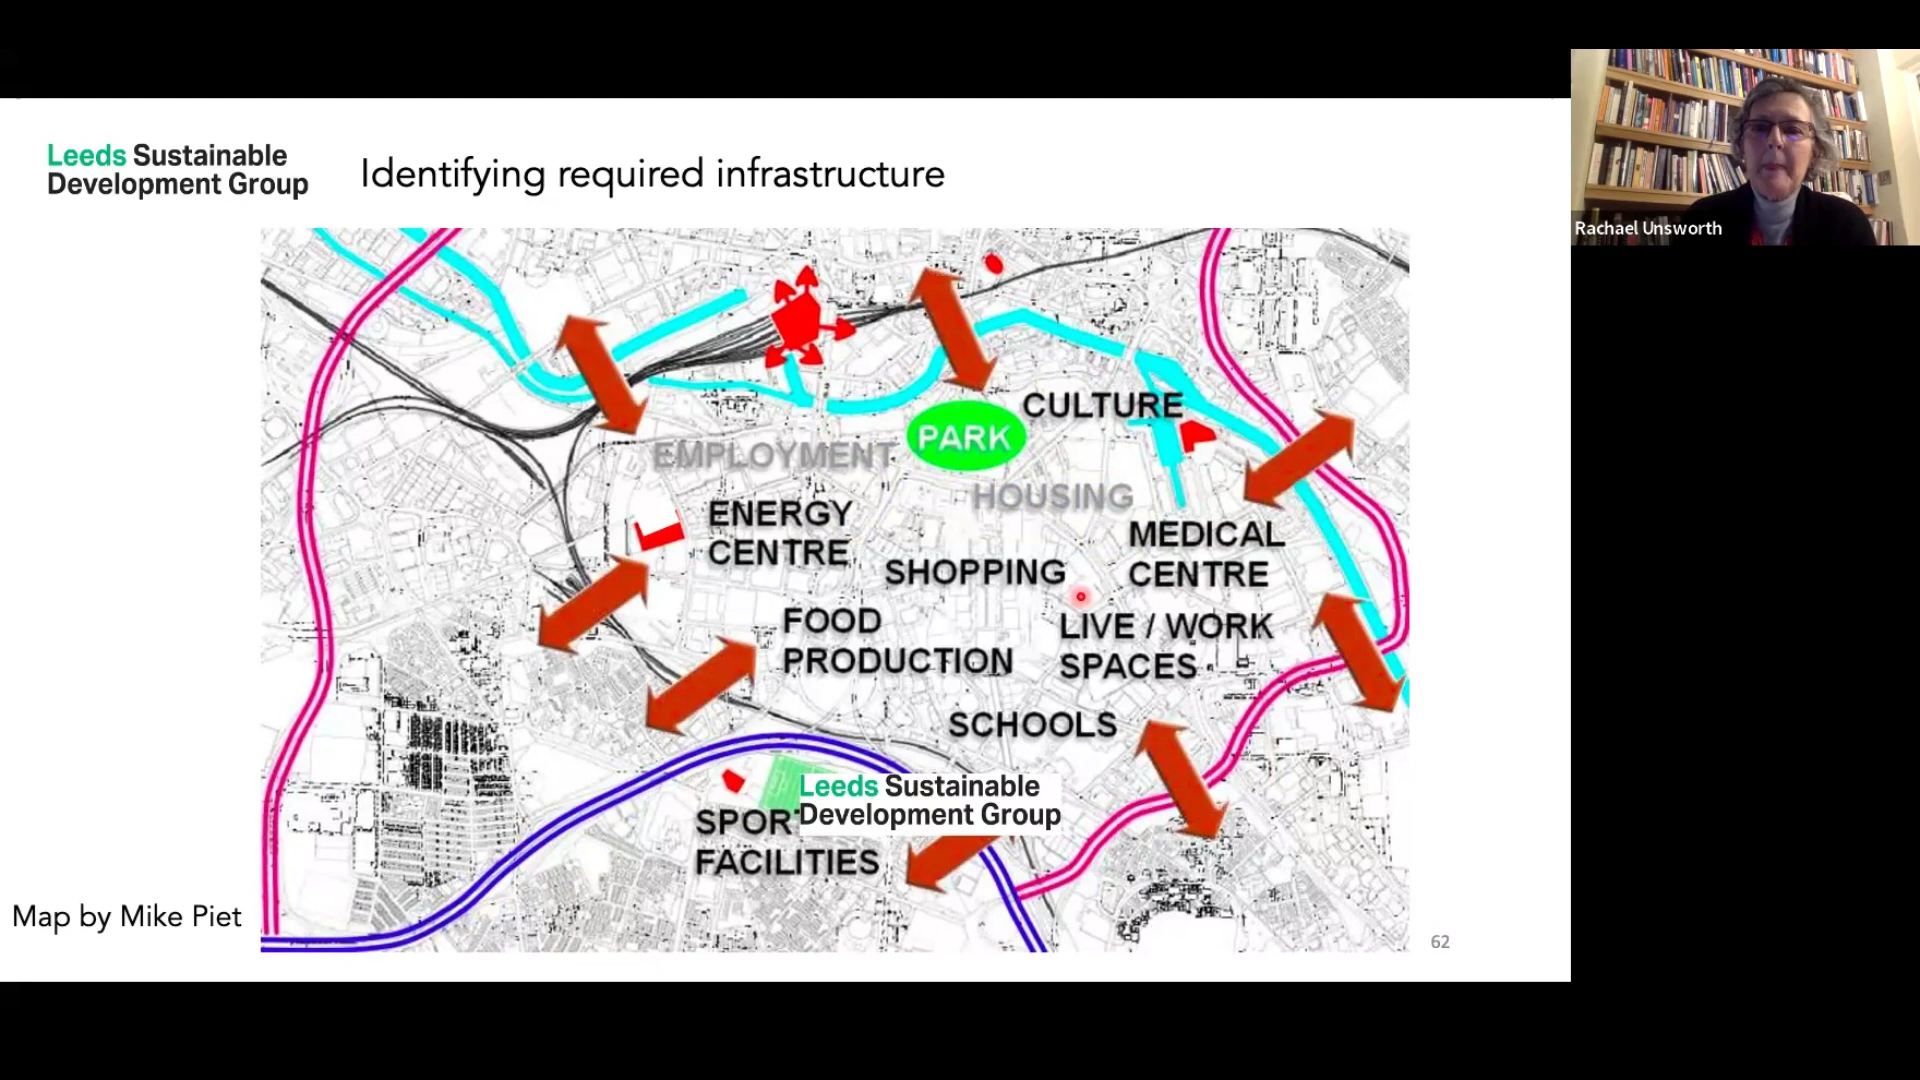 Leeds Sustainable
Development Group
Identifying required infrastructure
Rachael Unsworth
CULTURE
PARK
EMPLOYMENT
HOUSING
ENERGY
CENTRE
MEDICAL
CENTRE
SHOPPING
FOOD
PRODUCTION
LIVE / WORK
SPACES
SCHOOLS
Leeds Sustainable
Development Group
SPOR
FACILITIES
Map by Mike Piet
62